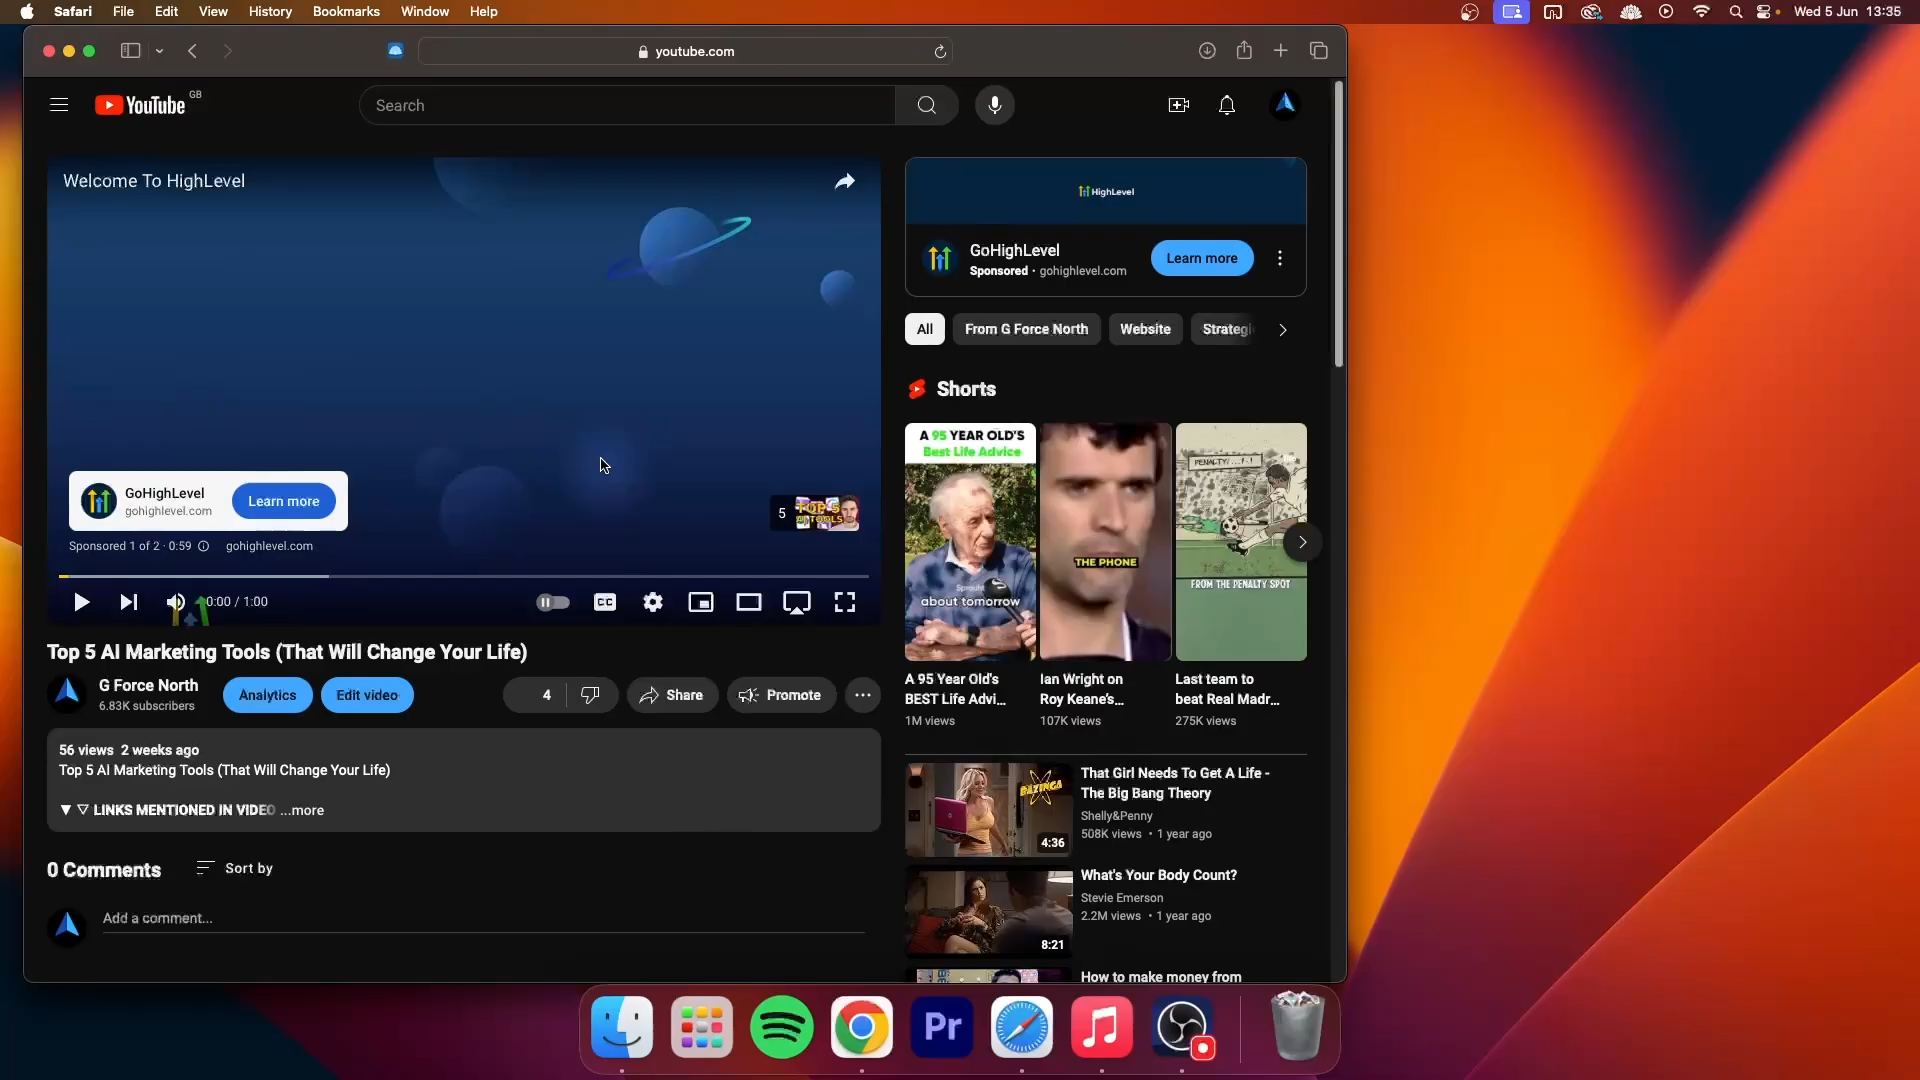 Safari File Edit View History Bookmarks Window Help
Wed 5 Jun 13:35
youtube.com
YouTube GB
Search
Welcome To HighLevel
GoHighLevel
gohighlevel.com
Learn more
5
TOP 5
AI TOOLS
Sponsored 1 of 2 · 0:59 gohighlevel.com
0:00 / 1:00
CC
Top 5 AI Marketing Tools (That Will Change Your Life)
G Force North
6.83K subscribers
Analytics
Edit video
4
Share
Promote
56 views 2 weeks ago
Top 5 AI Marketing Tools (That Will Change Your Life)
▼ ▽ LINKS MENTIONED IN VIDEO ...more
0 Comments
Sort by
Add a comment...
HighLevel
GoHighLevel
Sponsored · gohighlevel.com
Learn more
All
From G Force North
Website
Strategi
Shorts
A 95 YEAR OLD'S
Best Life Advice
about tomorrow
THE PHONE
PENALTY/...!
FROM THE PENALTY SPOT
A 95 Year Old's
BEST Life Advi...
1M views
Ian Wright on
Roy Keane's...
107K views
Last team to
beat Real Madr...
275K views
BAZINGA
4:36
That Girl Needs To Get A Life -
The Big Bang Theory
Shelly&Penny
508K views • 1 year ago
8:21
What's Your Body Count?
Stevie Emerson
2.2M views • 1 year ago
How to make money from
Pr